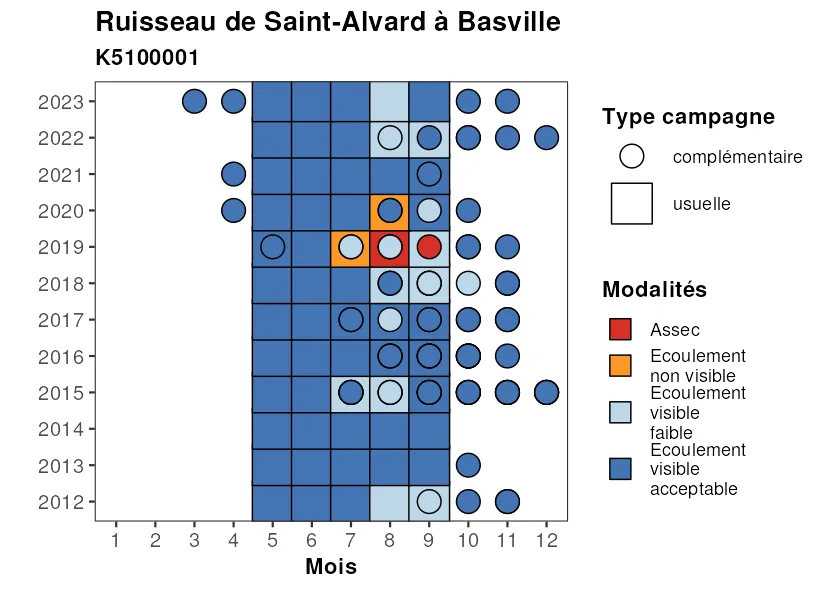 Ruisseau de Saint-Alvard à Basville
K5100001
2023
2022
2021
2020
2019
2018
2017
2016
2015
2014
2013
2012
1 2 3 4 5 6 7 8 9 10 11 12
Mois
Type campagne
complémentaire
usuelle
Modalités
Assec
Ecoulement
non visible
Ecoulement
visible
faible
Ecoulement
visible
acceptable